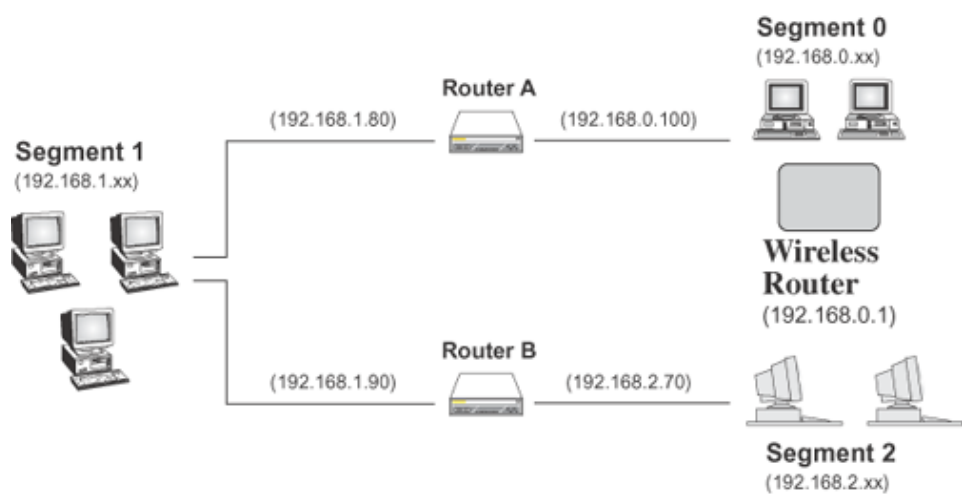 Segment 0
(192.168.0.xx)
Router A
(192.168.1.80)
(192.168.0.100)
Segment 1
(192.168.1.xx)
Wireless
Router
(192.168.0.1)
Router B
(192.168.1.90)
(192.168.2.70)
Segment 2
(192.168.2.xx)